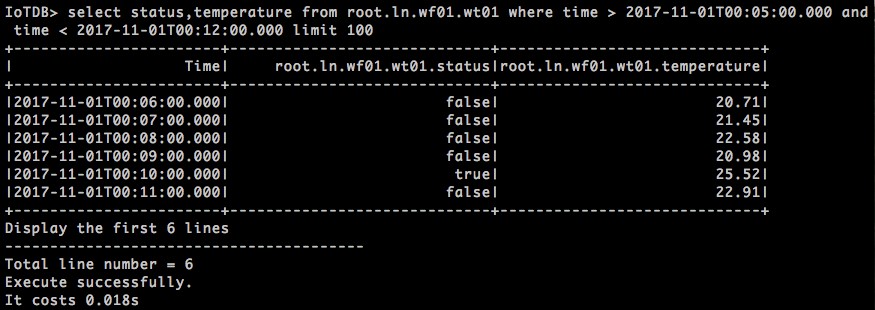 IoTDB> select status,temperature from root.ln.wf01.wt01 where time > 2017-11-01T00:05:00.000 and
 time < 2017-11-01T00:12:00.000 limit 100
+-----------------------+----------------------------+----------------------------+
|                   Time|     root.ln.wf01.wt01.status|root.ln.wf01.wt01.temperature|
+-----------------------+----------------------------+----------------------------+
|2017-11-01T00:06:00.000|                        false|                        20.71|
|2017-11-01T00:07:00.000|                        false|                        21.45|
|2017-11-01T00:08:00.000|                        false|                        22.58|
|2017-11-01T00:09:00.000|                        false|                        20.98|
|2017-11-01T00:10:00.000|                         true|                        25.52|
|2017-11-01T00:11:00.000|                        false|                        22.91|
+-----------------------+----------------------------+----------------------------+
Display the first 6 lines
----------------------------------------
Total line number = 6
Execute successfully.
It costs 0.018s